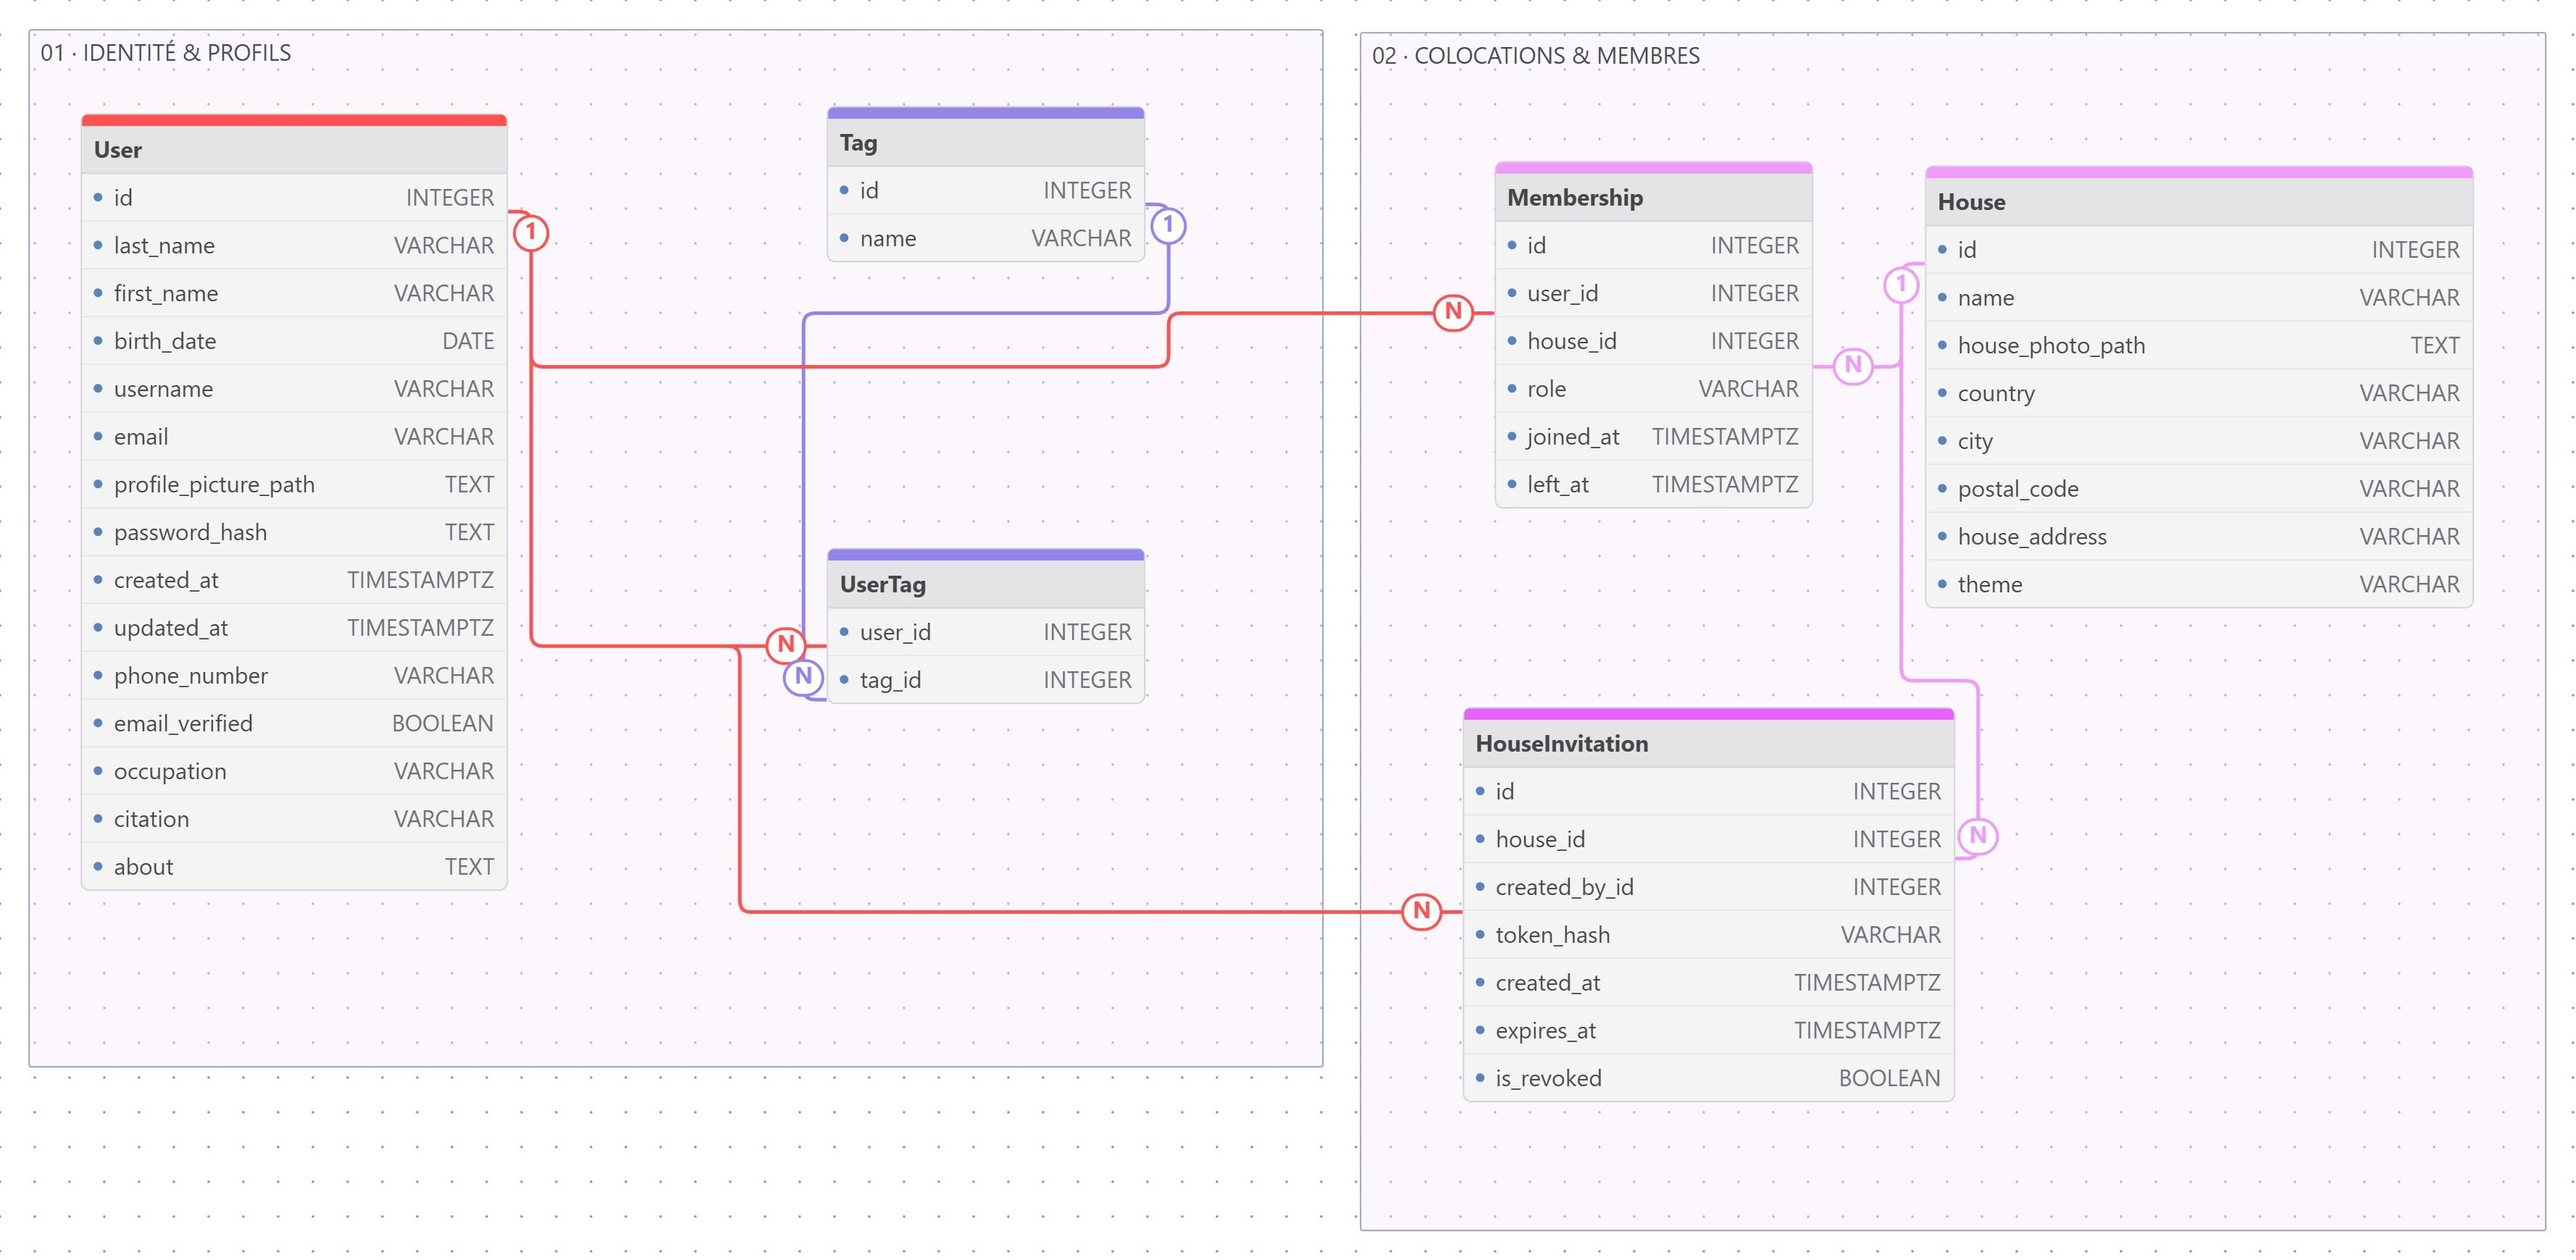 01 · IDENTITÉ & PROFILS
User
id INTEGER
last_name VARCHAR
first_name VARCHAR
birth_date DATE
username VARCHAR
email VARCHAR
profile_picture_path TEXT
password_hash TEXT
created_at TIMESTAMPTZ
updated_at TIMESTAMPTZ
phone_number VARCHAR
email_verified BOOLEAN
occupation VARCHAR
citation VARCHAR
about TEXT
1
Tag
id INTEGER
name VARCHAR
1
UserTag
user_id INTEGER
tag_id INTEGER
N
N
02 · COLOCATIONS & MEMBRES
N
Membership
id INTEGER
user_id INTEGER
house_id INTEGER
role VARCHAR
joined_at TIMESTAMPTZ
left_at TIMESTAMPTZ
N
1
House
id INTEGER
name VARCHAR
house_photo_path TEXT
country VARCHAR
city VARCHAR
postal_code VARCHAR
house_address VARCHAR
theme VARCHAR
HouseInvitation
id INTEGER
house_id INTEGER
created_by_id INTEGER
token_hash VARCHAR
created_at TIMESTAMPTZ
expires_at TIMESTAMPTZ
is_revoked BOOLEAN
N
N